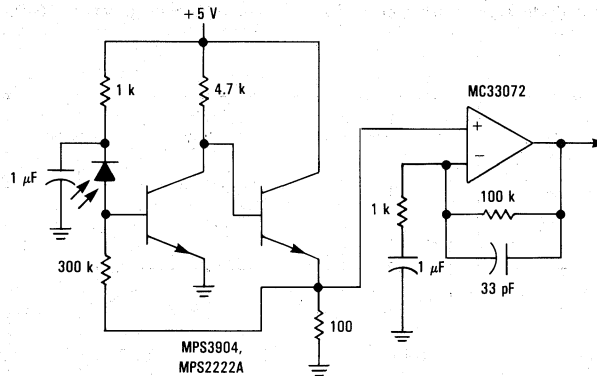 +5 V
1 k
4.7 k
MC33072
+
1 μF
−
100 k
1 k
300 k
1 μF
33 pF
100
MPS3904,
MPS2222A